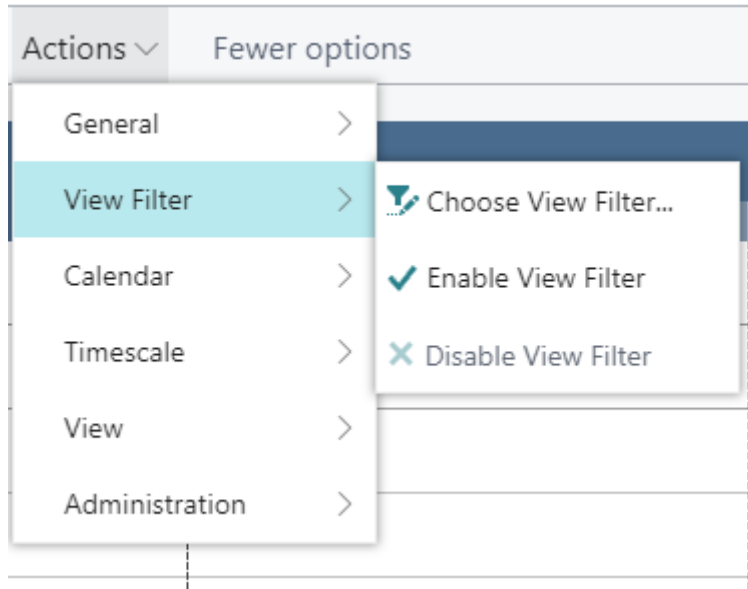 Actions Fewer options
General
View Filter
Calendar
Timescale
View
Administration
Choose View Filter...
Enable View Filter
Disable View Filter